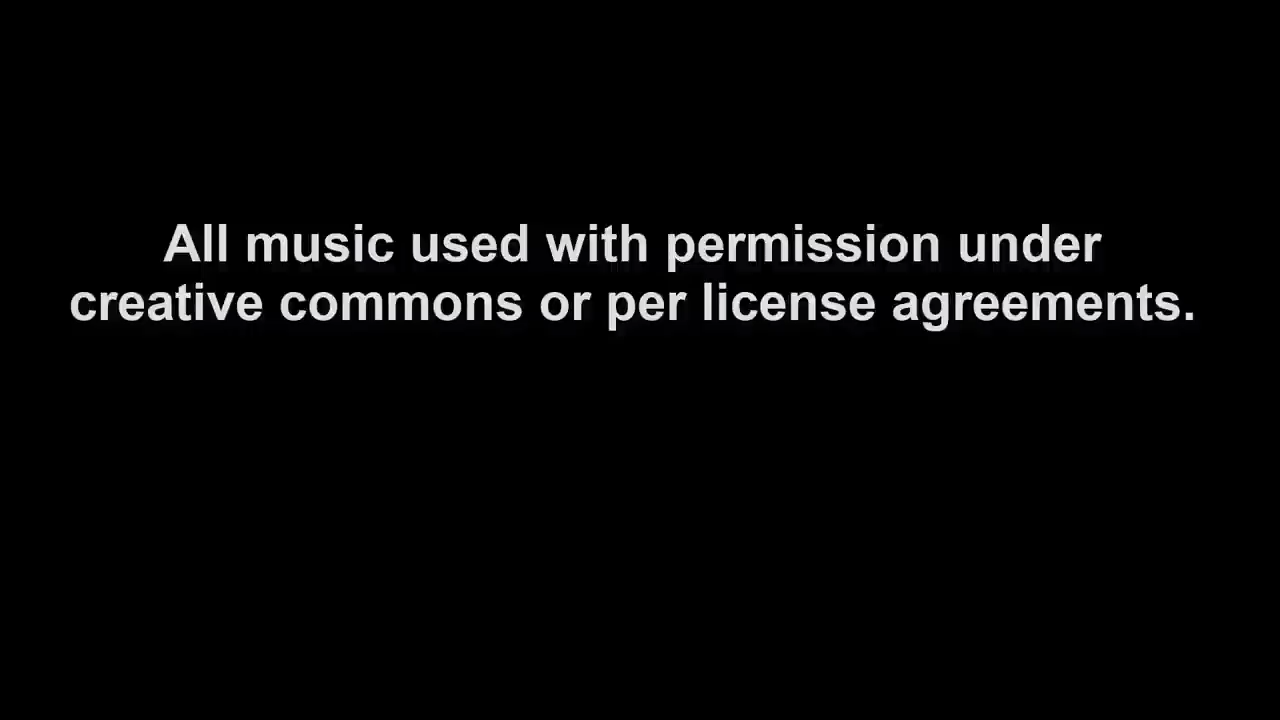 All music used with permission under
creative commons or per license agreements.